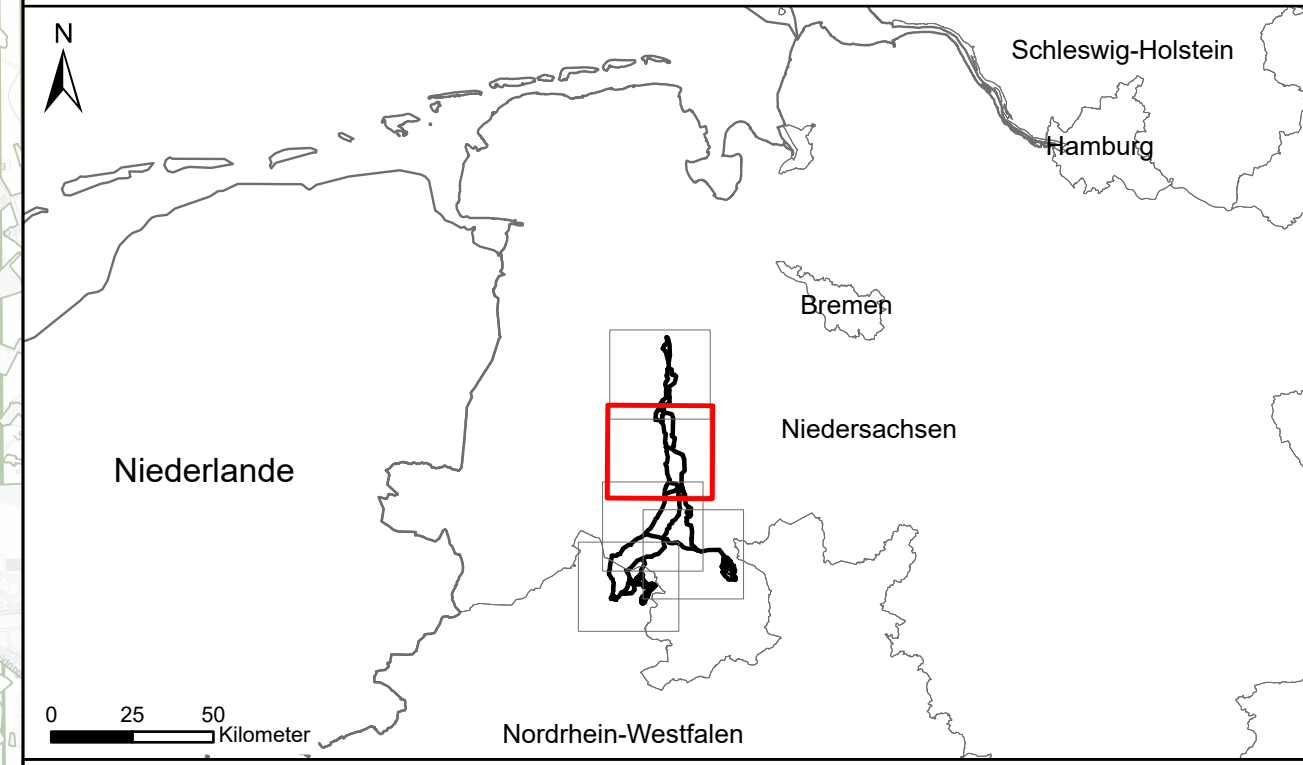 N
Schleswig-Holstein
Hamburg
Bremen
Niedersachsen
Niederlande
0 25 50
Kilometer
Nordrhein-Westfalen